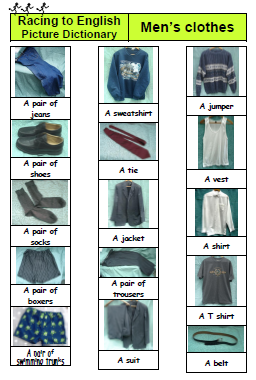 Racing to English
Picture Dictionary
Men's clothes
A pair of
jeans
A pair of
shoes
A pair of
socks
A pair of
boxers
A pair of
swimming trunks
A sweatshirt
A tie
A jacket
A pair of
trousers
A suit
A jumper
A vest
A shirt
A T shirt
A belt